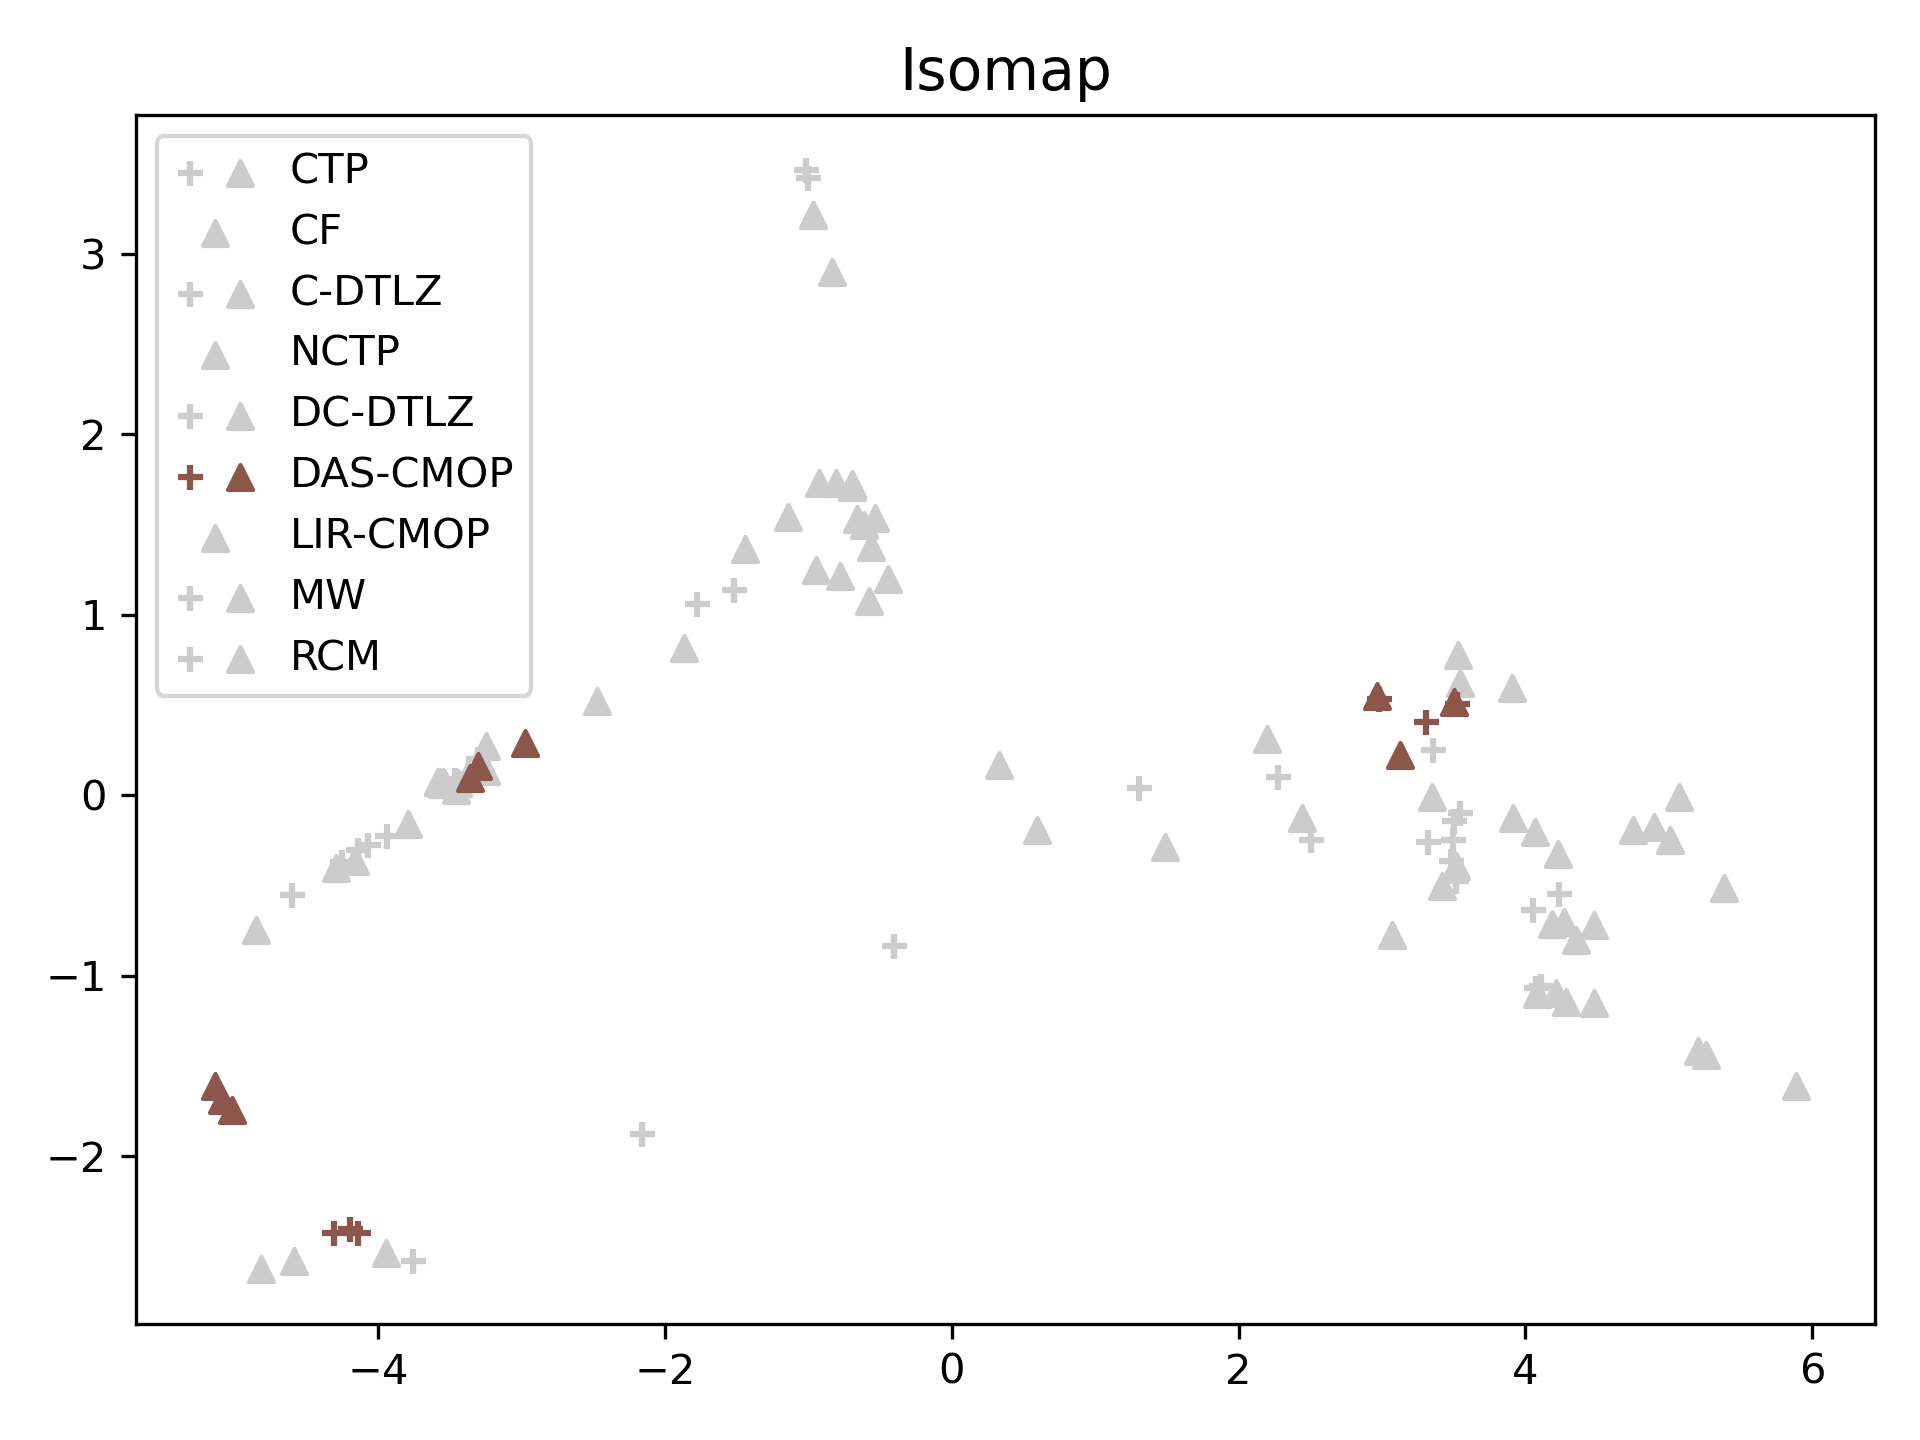 Isomap
CTP
CF
C-DTLZ
NCTP
DC-DTLZ
DAS-CMOP
LIR-CMOP
MW
RCM
3
2
1
0
−1
−2
−4 −2 0 2 4 6